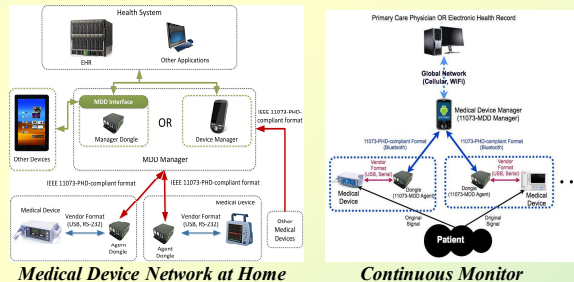 Health System
EHR
Other Applications
MDD Interface
Manager Dongle
OR
Device Manager
Other Devices
MDD Manager
IEEE 11073-PHD-
compliant format
IEEE 11073-PHD-compliant format
IEEE 11073-PHD-compliant format
Medical Device
Vendor Format
(USB, RS-232)
Agent
Dongle
Medical Device
Vendor Format
(USB, RS-232)
Agent
Dongle
Other
Medical
Devices
Medical Device Network at Home
Primary Care Physician OR Electronic Health Record
Global Network
(Cellular, WiFi)
Medical Device Manager
(11073-MDD Manager)
11073-PHD-compliant Format
(Bluetooth)
11073-PHD-compliant Format
(Bluetooth)
Vendor
Format
(USB, Serial)
Medical
Device
Dongle
(11073-MDD Agent)
Vendor
Format
(USB, Serial)
Dongle
(11073-MDD Agent)
Medical
Device
Original
Signal
Original
Signal
Patient
Continuous Monitor